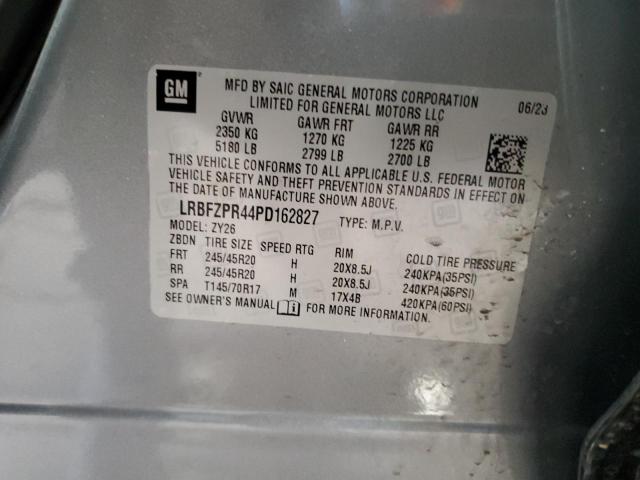 GM
MFD BY SAIC GENERAL MOTORS CORPORATION
LIMITED FOR GENERAL MOTORS LLC
06/23
GVWR GAWR FRT GAWR RR
2350 KG 1270 KG 1225 KG
5180 LB 2799 LB 2700 LB
THIS VEHICLE CONFORMS TO ALL APPLICABLE U.S. FEDERAL MOTOR
VEHICLE SAFETY AND THEFT PREVENTION STANDARDS IN EFFECT ON
THE DATE OF MANUFACTURE SHOWN ABOVE.
LRBFZPR44PD162827 TYPE: M.P.V.
MODEL: ZY26
ZBDN TIRE SIZE SPEED RTG RIM COLD TIRE PRESSURE
FRT 245/45R20 H 20X8.5J 240KPA(35PSI)
RR 245/45R20 H 20X8.5J 240KPA(35PSI)
SPA T145/70R17 M 17X4B 420KPA(60PSI)
SEE OWNER'S MANUAL i FOR MORE INFORMATION.